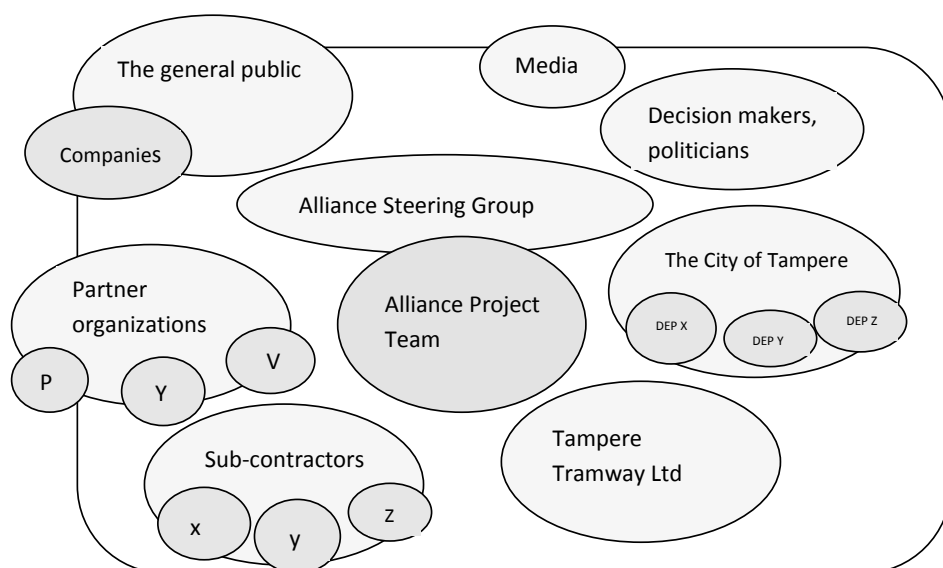 The general public
Media
Decision makers,
politicians
Companies
Alliance Steering Group
The City of Tampere
Partner
organizations
Alliance Project
Team
DEP X
DEP Y
DEP Z
P
Y
V
Tampere
Tramway Ltd
Sub-contractors
x
y
z